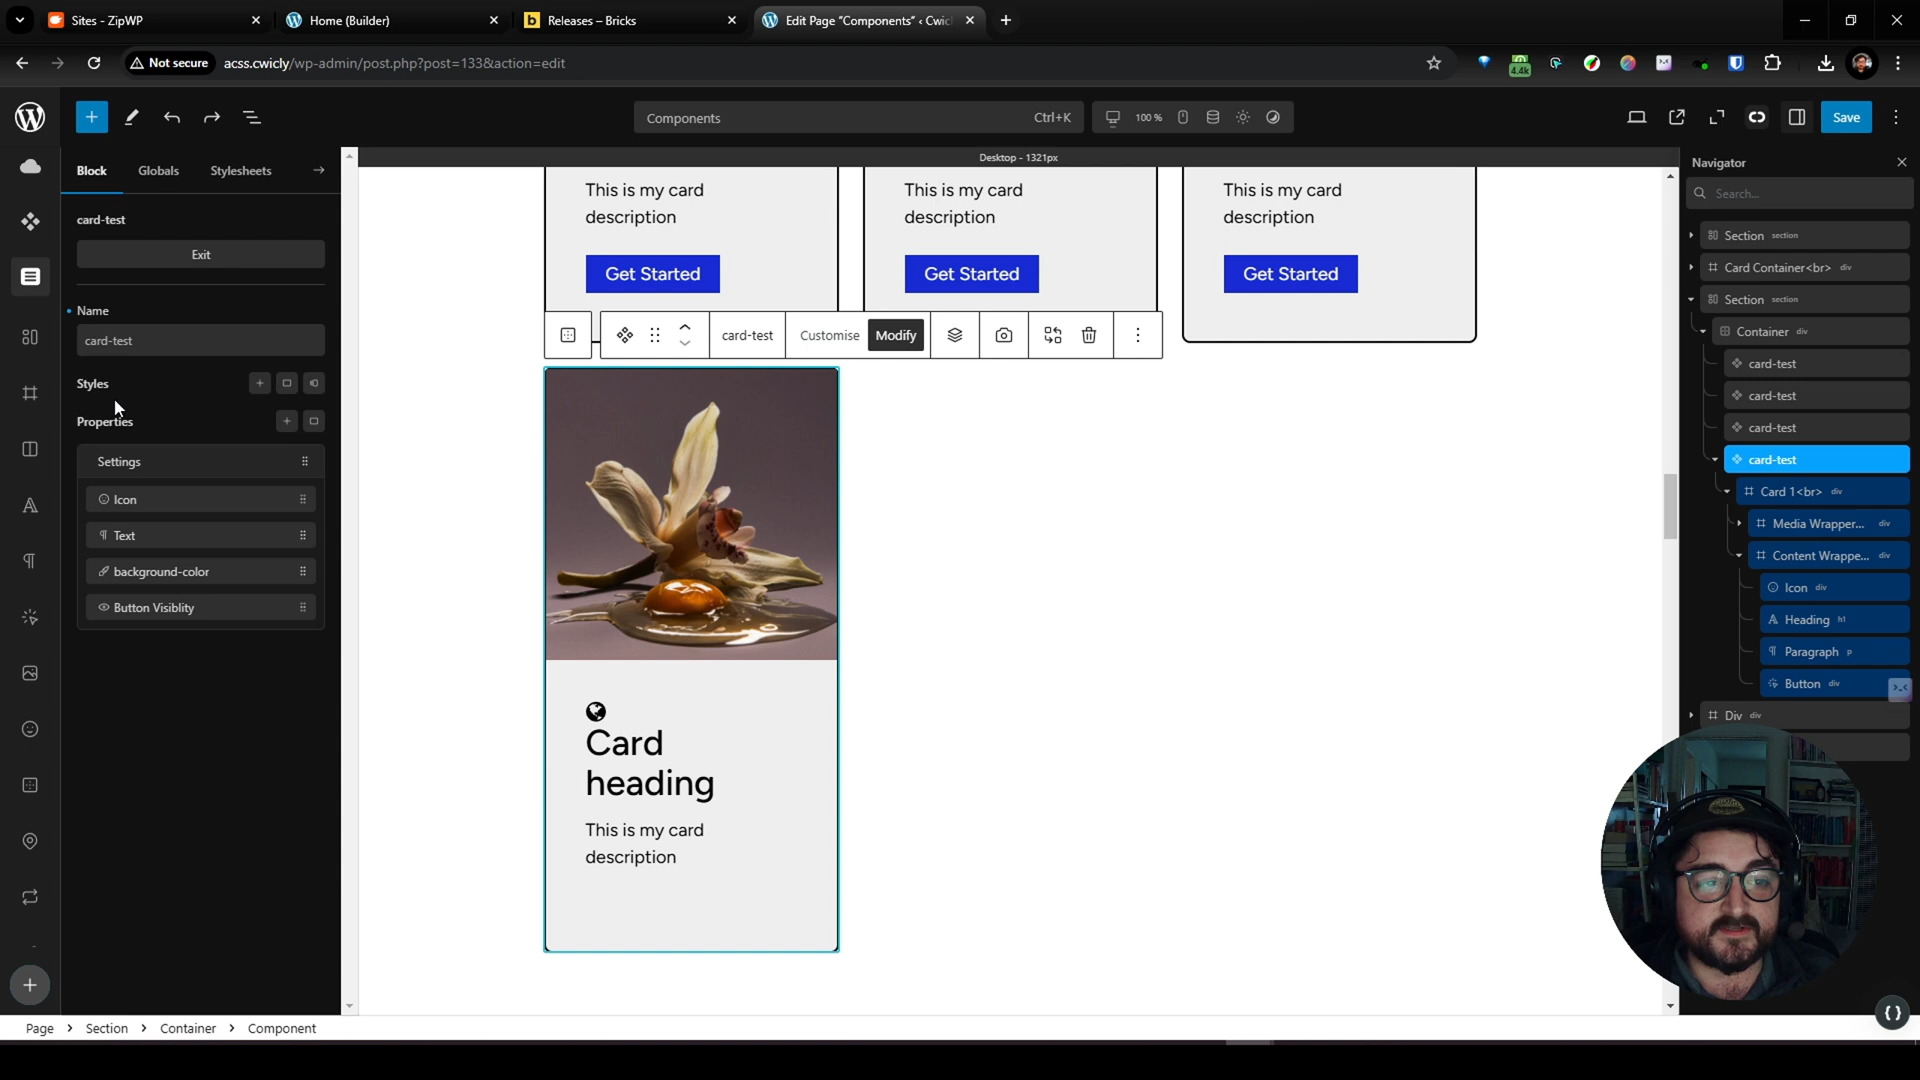 Sites - ZipWP
Home (Builder)
Releases – Bricks
Edit Page “Components” ‹ Cwic
Not secure
acss.cwicly/wp-admin/post.php?post=133&action=edit
4.4k
Components
Ctrl+K
100 %
Save
Block
Globals
Stylesheets
card-test
Exit
Name
card-test
Styles
Properties
Settings
Icon
Text
background-color
Button Visiblity
Desktop - 1321px
This is my card
description
Get Started
This is my card
description
Get Started
This is my card
description
Get Started
card-test
Customise
Modify
Card
heading
This is my card
description
Navigator
Search...
Section section
Card Container<br> div
Section section
Container div
card-test
card-test
card-test
card-test
Card 1<br> div
Media Wrapper... div
Content Wrappe... div
Icon div
Heading h1
Paragraph p
Button div
Div div
Page
Section
Container
Component